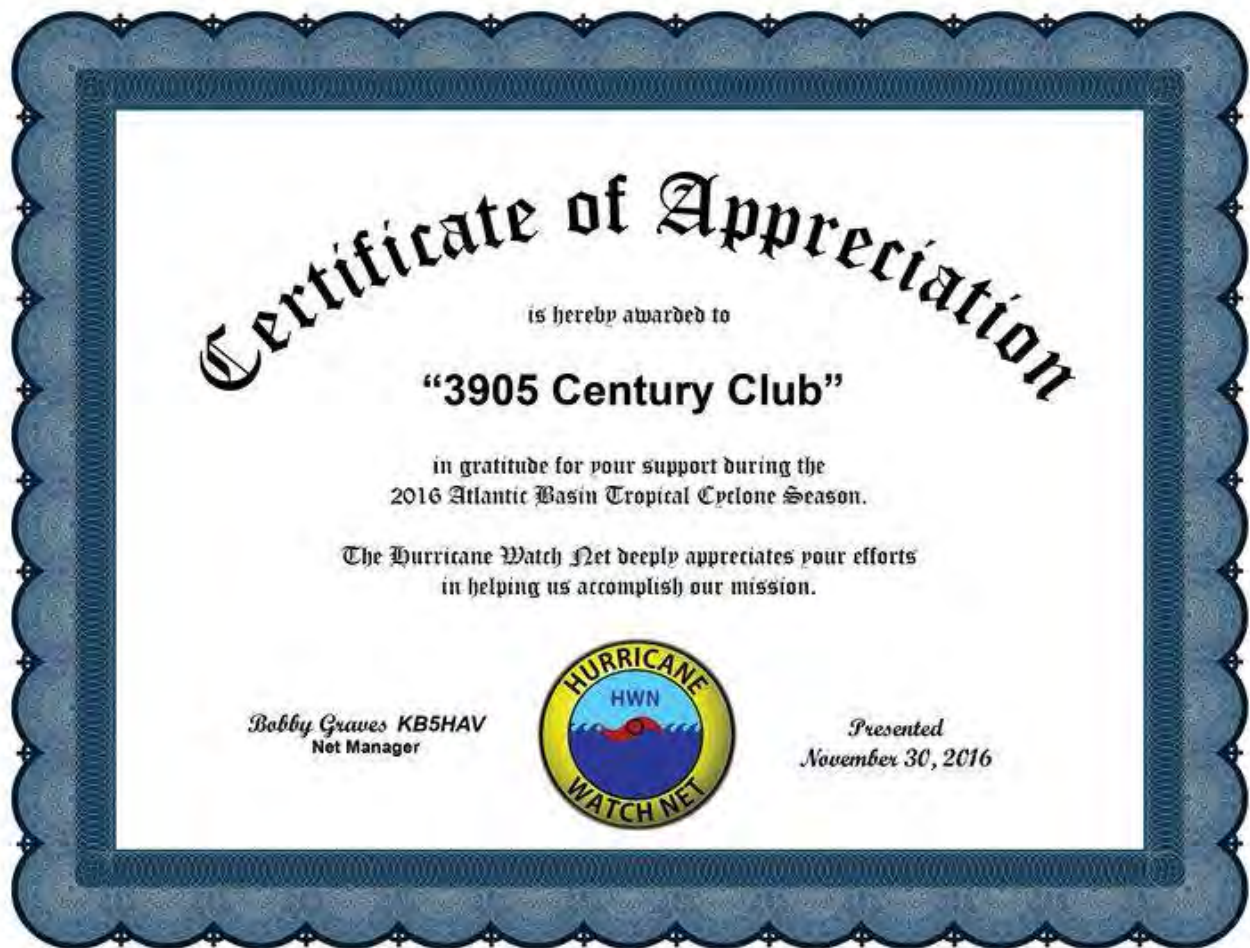 Certificate of Appreciation
is hereby awarded to
“3905 Century Club”
in gratitude for your support during the
2016 Atlantic Basin Tropical Cyclone Season.
The Hurricane Watch Net deeply appreciates your efforts
in helping us accomplish our mission.
Bobby Graves KB5HAV
Net Manager
HURRICANE
HWN
WATCH NET
Presented
November 30, 2016